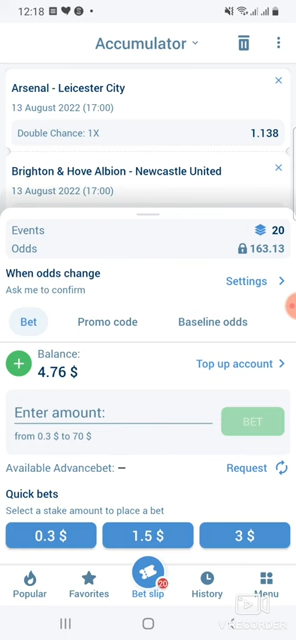 12:18
Accumulator
Arsenal - Leicester City
13 August 2022 (17:00)
Double Chance: 1X 1.138
Brighton & Hove Albion - Newcastle United
13 August 2022 (17:00)
Events 20
Odds 163.13
When odds change
Ask me to confirm
Settings
Bet Promo code Baseline odds
Balance:
4.76 $
Top up account
Enter amount:
BET
from 0.3 $ to 70 $
Available Advancebet: —
Request
Quick bets
Select a stake amount to place a bet
0.3 $ 1.5 $ 3 $
20
Popular Favorites Bet slip History Menu
VRECORDER